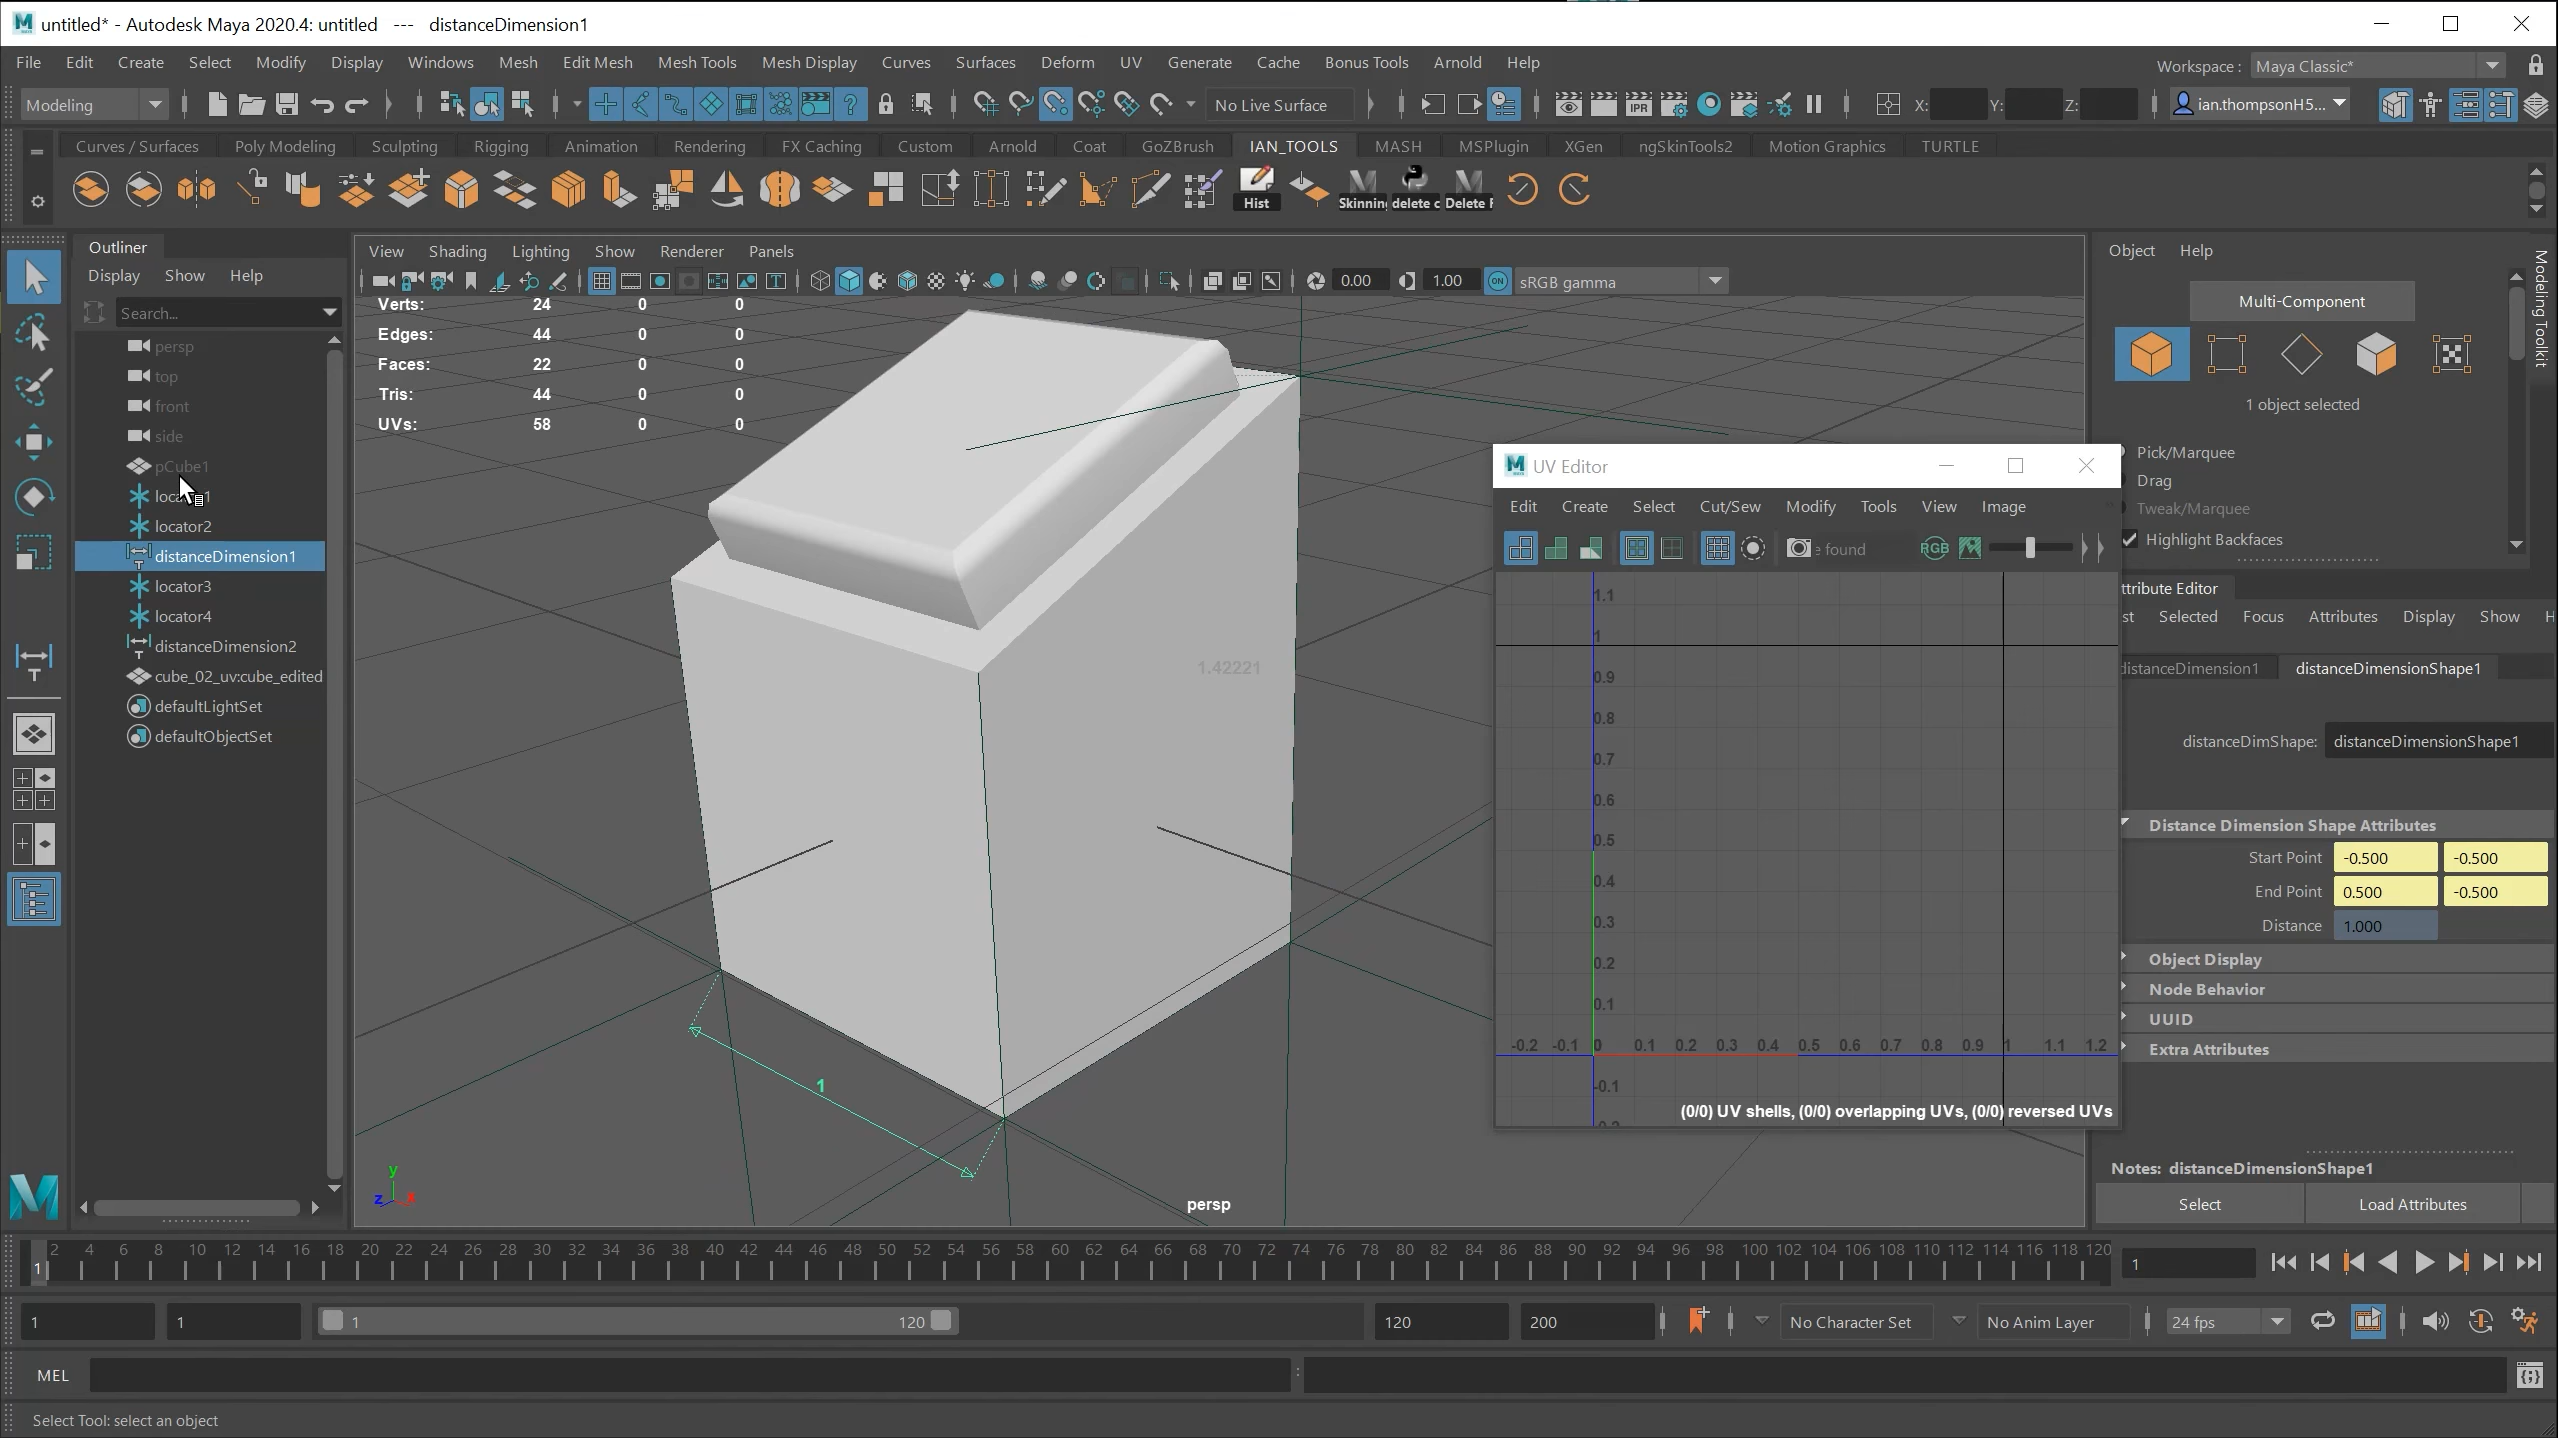 untitled* - Autodesk Maya 2020.4: untitled --- distanceDimension1
File Edit Create Select Modify Display Windows Mesh Edit Mesh Mesh Tools Mesh Display Curves Surfaces Deform UV Generate Cache Bonus Tools Arnold Help
Workspace : Maya Classic*
Modeling
No Live Surface
IPR
X: Y: Z:
ian.thompsonH5...
Curves / Surfaces Poly Modeling Sculpting Rigging Animation Rendering FX Caching Custom Arnold Coat GoZBrush IAN_TOOLS MASH MSPlugin XGen ngSkinTools2 Motion Graphics TURTLE
Hist Skinning delete c Delete
Outliner
Display Show Help
Search...
persp
top
front
side
pCube1
locator2
distanceDimension1
locator3
locator4
distanceDimension2
cube_02_uv:cube_edited
defaultLightSet
defaultObjectSet
View Shading Lighting Show Renderer Panels
0.00 1.00 ON sRGB gamma
Verts: 24 0 0
Edges: 44 0 0
Faces: 22 0 0
Tris: 44 0 0
UVs: 58 0 0
1.42221
1
y
z
persp
UV Editor
Edit Create Select Cut/Sew Modify Tools View Image
e found RGB
1.1
1
0.9
0.8
0.7
0.6
0.5
0.4
0.3
0.2
0.1
-0.2 -0.1 0 0.1 0.2 0.3 0.4 0.5 0.6 0.7 0.8 0.9 1 1.1 1.2
-0.1
(0/0) UV shells, (0/0) overlapping UVs, (0/0) reversed UVs
Object Help
Modeling Toolkit
Multi-Component
1 object selected
Pick/Marquee
Drag
Tweak/Marquee
Highlight Backfaces
ttribute Editor
st Selected Focus Attributes Display Show H
distanceDimension1 distanceDimensionShape1
distanceDimShape: distanceDimensionShape1
Distance Dimension Shape Attributes
Start Point -0.500 -0.500
End Point 0.500 -0.500
Distance 1.000
Object Display
Node Behavior
UUID
Extra Attributes
Notes: distanceDimensionShape1
Select Load Attributes
1 2 4 6 8 10 12 14 16 18 20 22 24 26 28 30 32 34 36 38 40 42 44 46 48 50 52 54 56 58 60 62 64 66 68 70 72 74 76 78 80 82 84 86 88 90 92 94 96 98 100 102 104 106 108 110 112 114 116 118 120
1
1 1 1 120 120 200 No Character Set No Anim Layer 24 fps
MEL
Select Tool: select an object